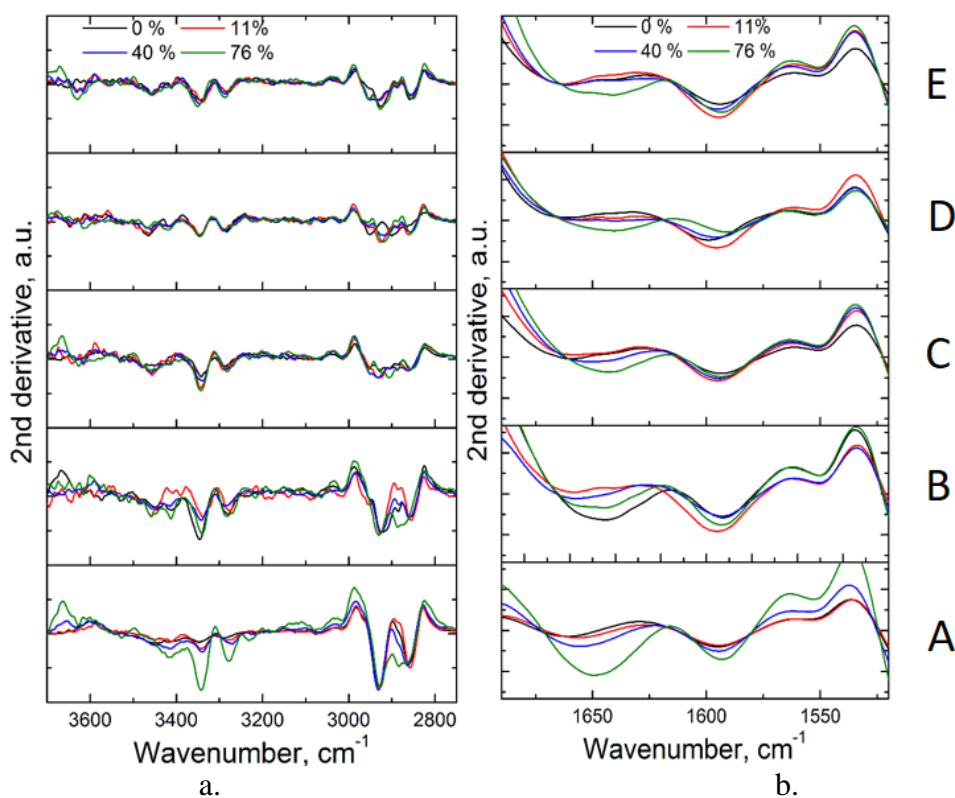 0 % 11%
40 % 76 %
0 % 11%
40 % 76 %
E
D
C
B
A
2nd derivative, a.u.
2nd derivative, a.u.
3600 3400 3200 3000 2800
1650 1600 1550
Wavenumber, cm-1
Wavenumber, cm-1
a. b.